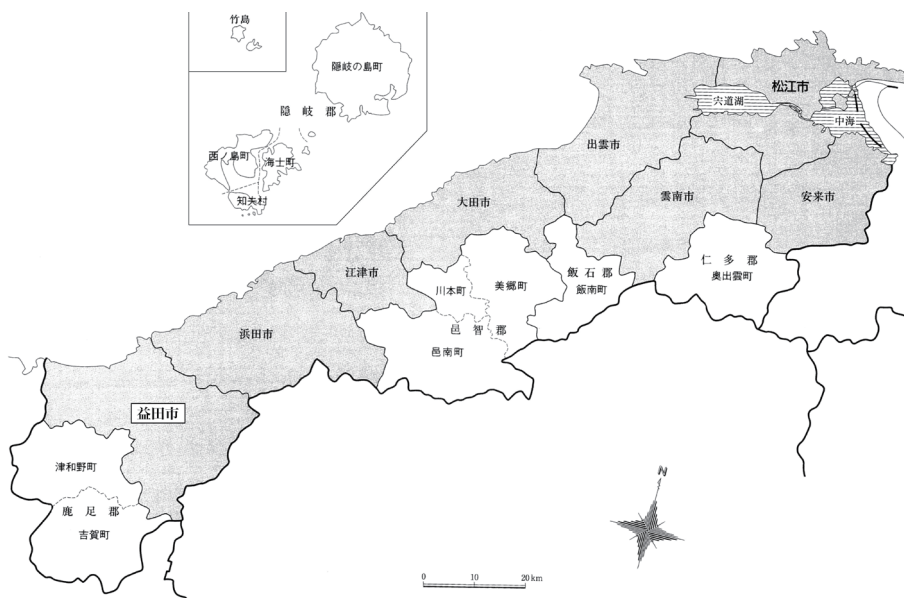 竹島
隠岐の島町
隠岐郡
西ノ島町
海士町
知夫村
松江市
宍道湖
中海
出雲市
雲南市
安来市
大田市
仁多郡
奥出雲町
飯石郡
飯南町
江津市
川本町
美郷町
邑智郡
邑南町
浜田市
益田市
津和野町
鹿足郡
吉賀町
N
0 10 20km